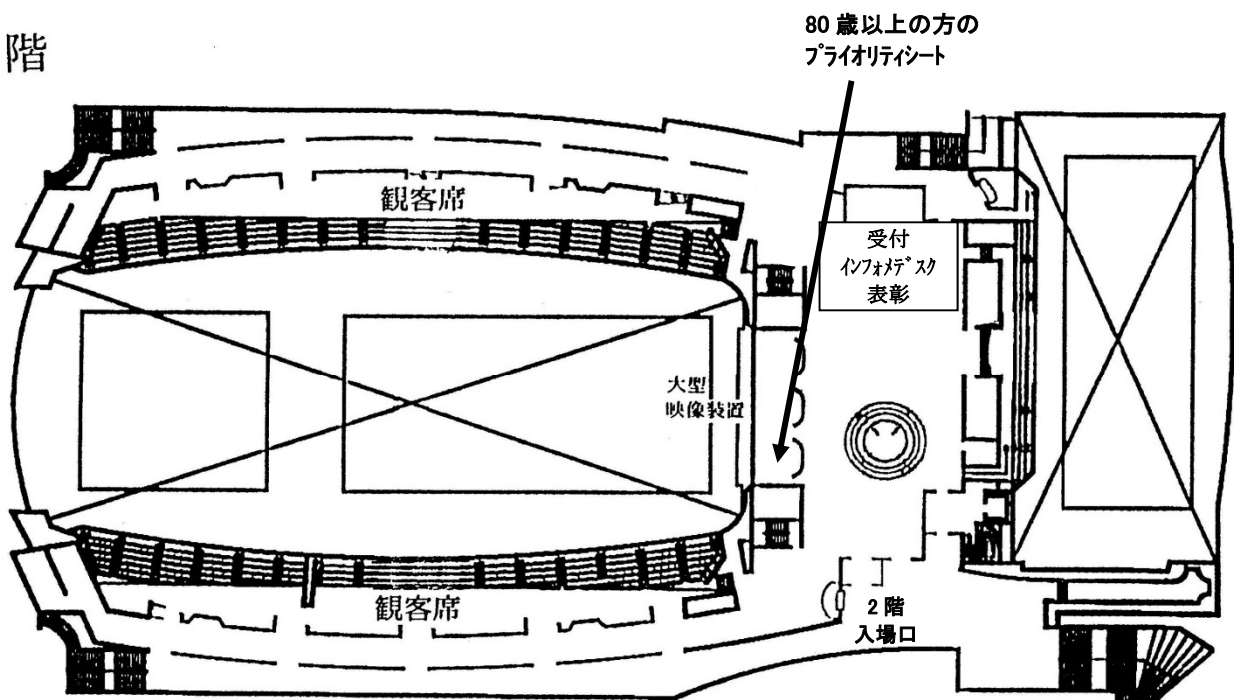 80 歳以上の方の
プライオリティシート
階
観客席
受付
インフォメデスク
表彰
大型
映像装置
観客席
2 階
入場口